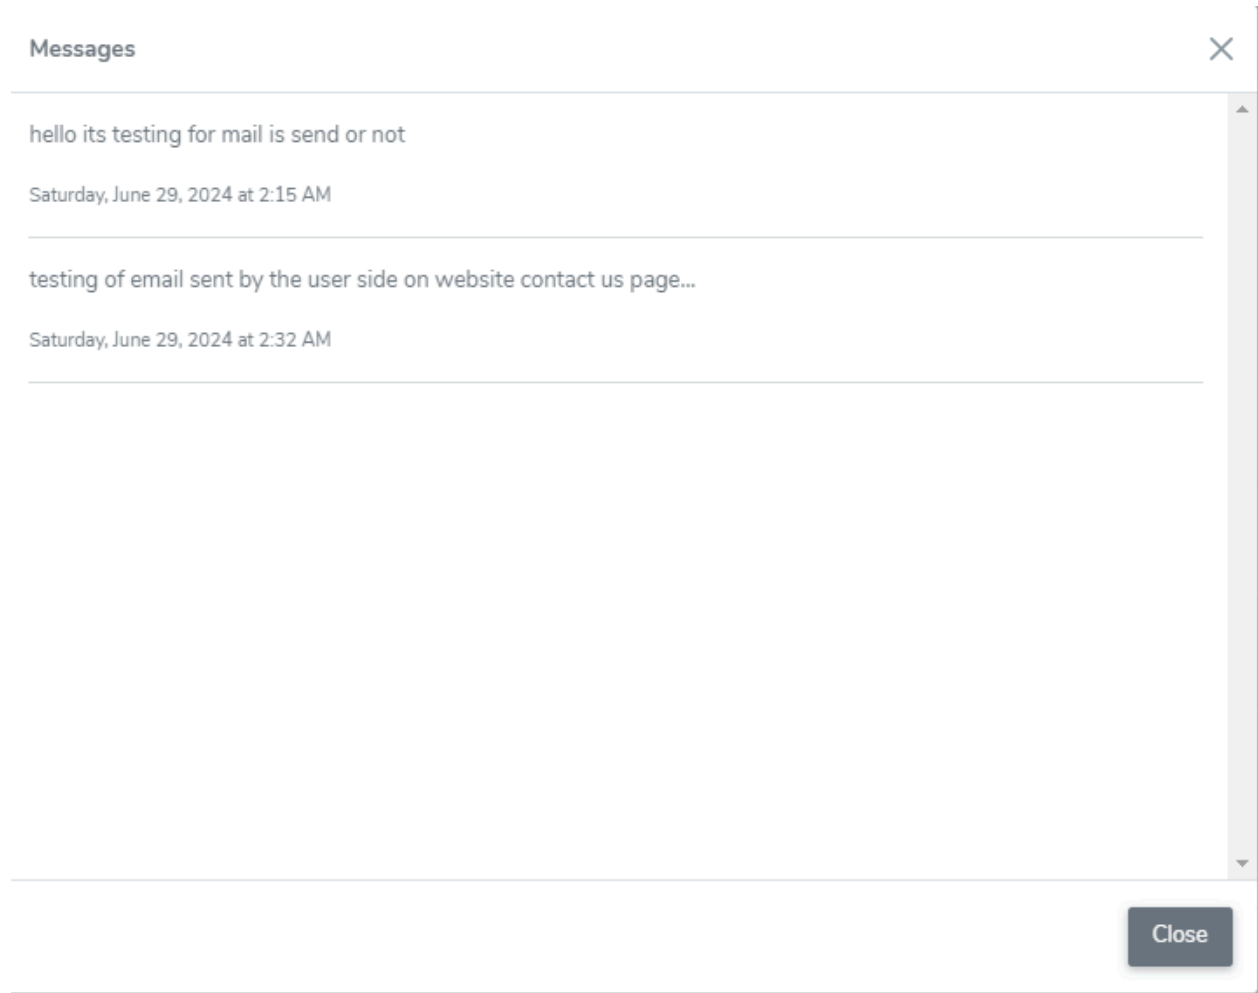 Messages
hello its testing for mail is send or not
Saturday, June 29, 2024 at 2:15 AM
testing of email sent by the user side on website contact us page...
Saturday, June 29, 2024 at 2:32 AM
Close